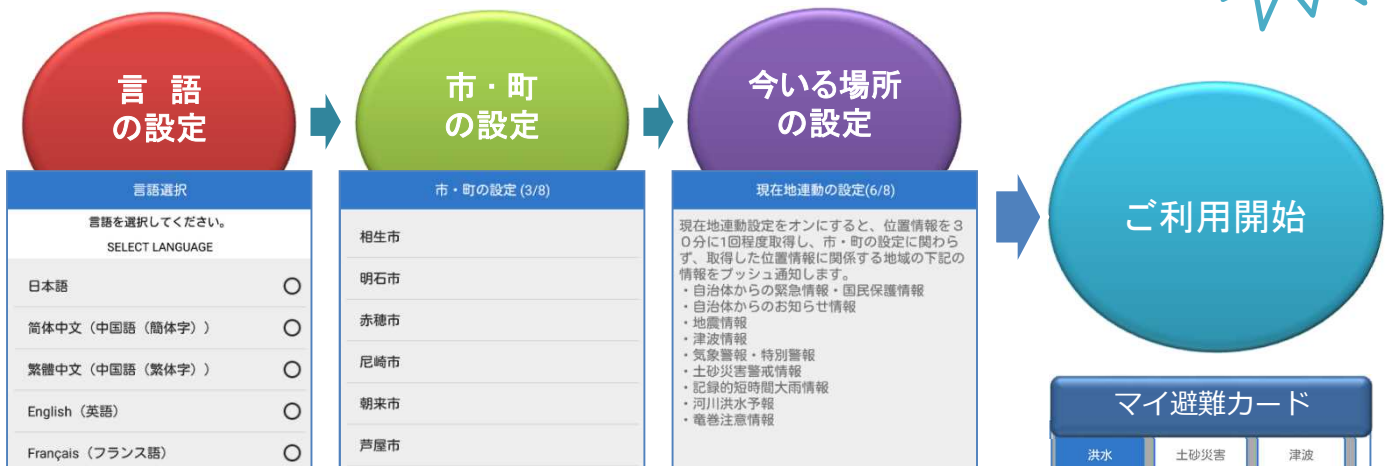 言 語
の設定
市・町
の設定
今いる場所
の設定
ご利用開始
言語選択
言語を選択してください。
SELECT LANGUAGE
日本語
简体中文（中国語（簡体字））
繁體中文（中国語（繁体字））
English（英語）
Français（フランス語）
市・町の設定 (3/8)
相生市
明石市
赤穂市
尼崎市
朝来市
芦屋市
現在地連動の設定(6/8)
現在地連動設定をオンにすると、位置情報を３
０分に1回程度取得し、市・町の設定に関わら
ず、取得した位置情報に関係する地域の下記の
情報をプッシュ通知します。
・自治体からの緊急情報・国民保護情報
・自治体からのお知らせ情報
・地震情報
・津波情報
・気象警報・特別警報
・土砂災害警戒情報
・記録的短時間大雨情報
・河川洪水予報
・竜巻注意情報
マイ避難カード
洪水
土砂災害
津波